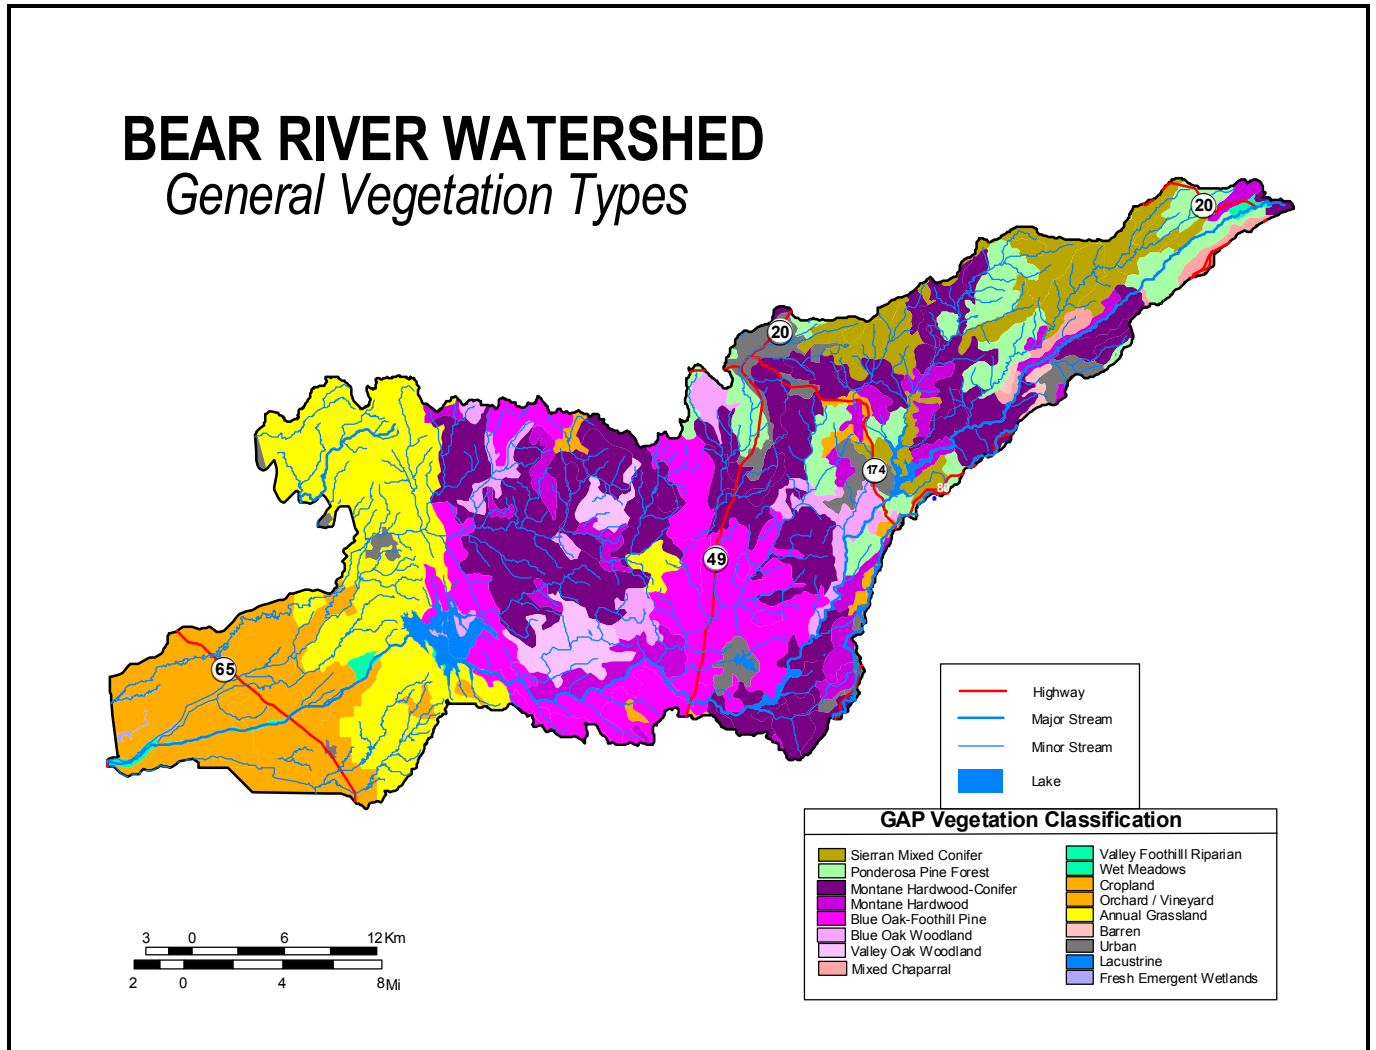 BEAR RIVER WATERSHED
General Vegetation Types
20
20
174
80
49
65
Highway
Major Stream
Minor Stream
Lake
GAP Vegetation Classification
Sierran Mixed Conifer
Ponderosa Pine Forest
Montane Hardwood-Conifer
Montane Hardwood
Blue Oak-Foothill Pine
Blue Oak Woodland
Valley Oak Woodland
Mixed Chaparral
Valley Foothilll Riparian
Wet Meadows
Cropland
Orchard / Vineyard
Annual Grassland
Barren
Urban
Lacustrine
Fresh Emergent Wetlands
3 0 6 12 Km
2 0 4 8 Mi